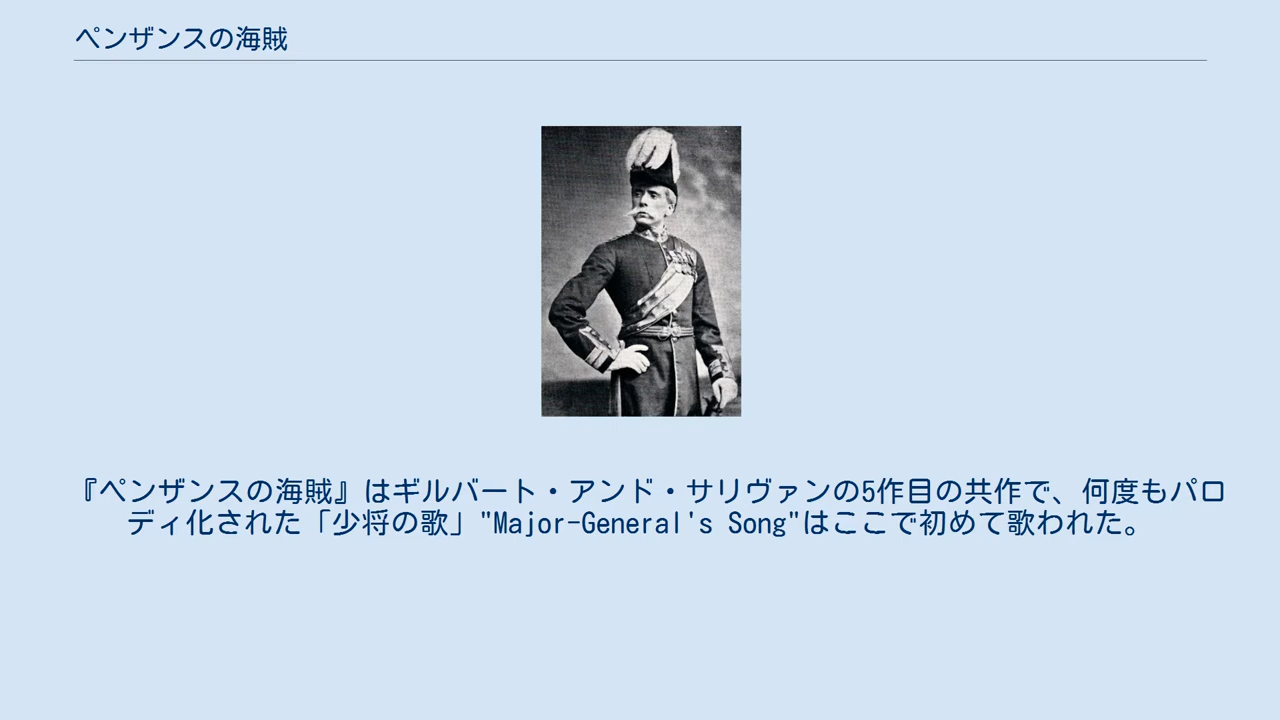 ペンザンスの海賊
『ペンザンスの海賊』はギルバート・アンド・サリヴァンの5作目の共作で、何度もパロ
ディ化された「少将の歌」"Major-General's Song"はここで初めて歌われた。